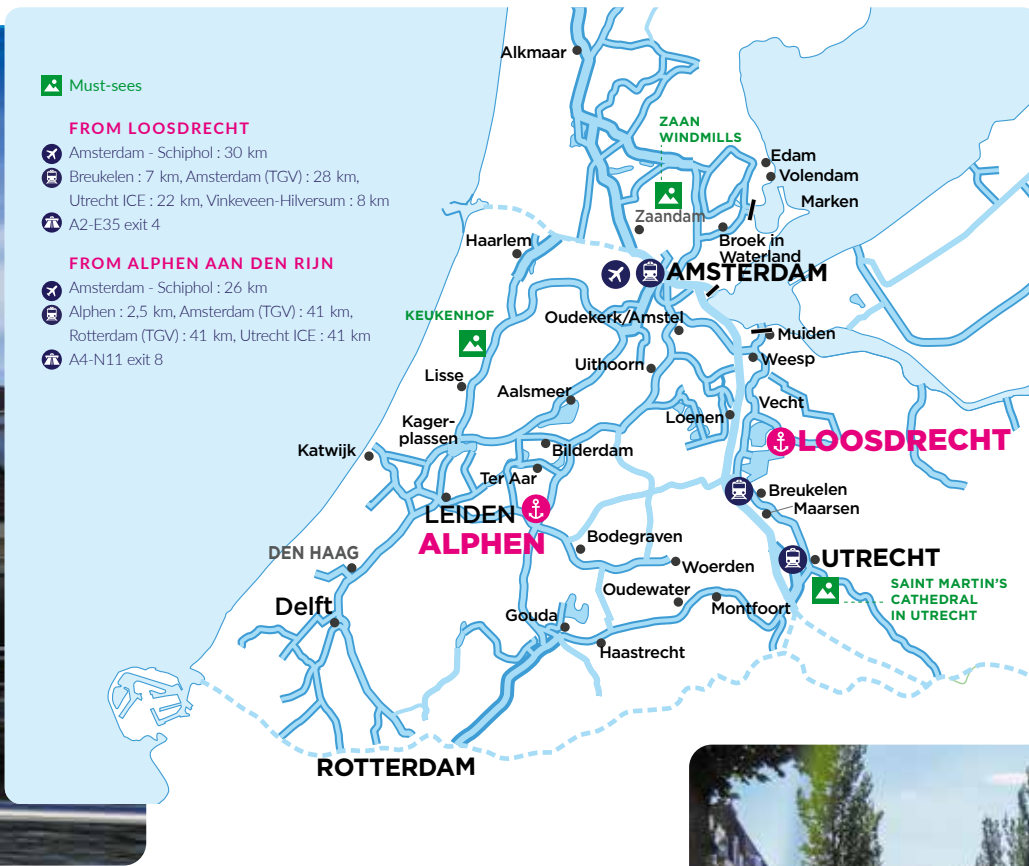 Must-sees
FROM LOOSDRECHT
Amsterdam - Schiphol : 30 km
Breukelen : 7 km, Amsterdam (TGV) : 28 km,
Utrecht ICE : 22 km, Vinkeveen-Hilversum : 8 km
A2-E35 exit 4
FROM ALPHEN AAN DEN RIJN
Amsterdam - Schiphol : 26 km
Alphen : 2,5 km, Amsterdam (TGV) : 41 km,
Rotterdam (TGV) : 41 km, Utrecht ICE : 41 km
A4-N11 exit 8
Alkmaar
ZAAN
WINDMILLS
Edam
Volendam
Marken
Zaandam
Broek in
Waterland
Haarlem
AMSTERDAM
KEUKENHOF
Oudekerk/Amstel
Muiden
Weesp
Uithoorn
Lisse
Aalsmeer
Vecht
Loenen
Kager-
plassen
LOOSDRECHT
Katwijk
Bilderdam
Ter Aar
Breukelen
Maarsen
LEIDEN
ALPHEN
Bodegraven
DEN HAAG
UTRECHT
Woerden
SAINT MARTIN'S
CATHEDRAL
IN UTRECHT
Oudewater
Montfoort
Delft
Gouda
Haastrecht
ROTTERDAM